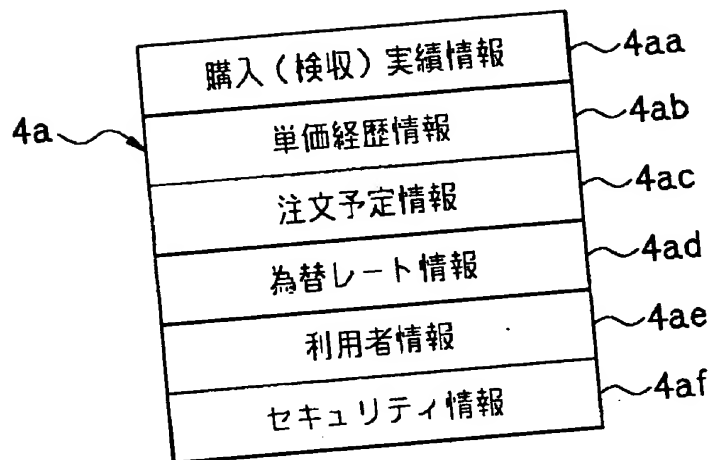 購入(検収)実績情報 4aa
4a 単価経歴情報 4ab
注文予定情報 4ac
為替レート情報 4ad
利用者情報 4ae
セキュリティ情報 4af